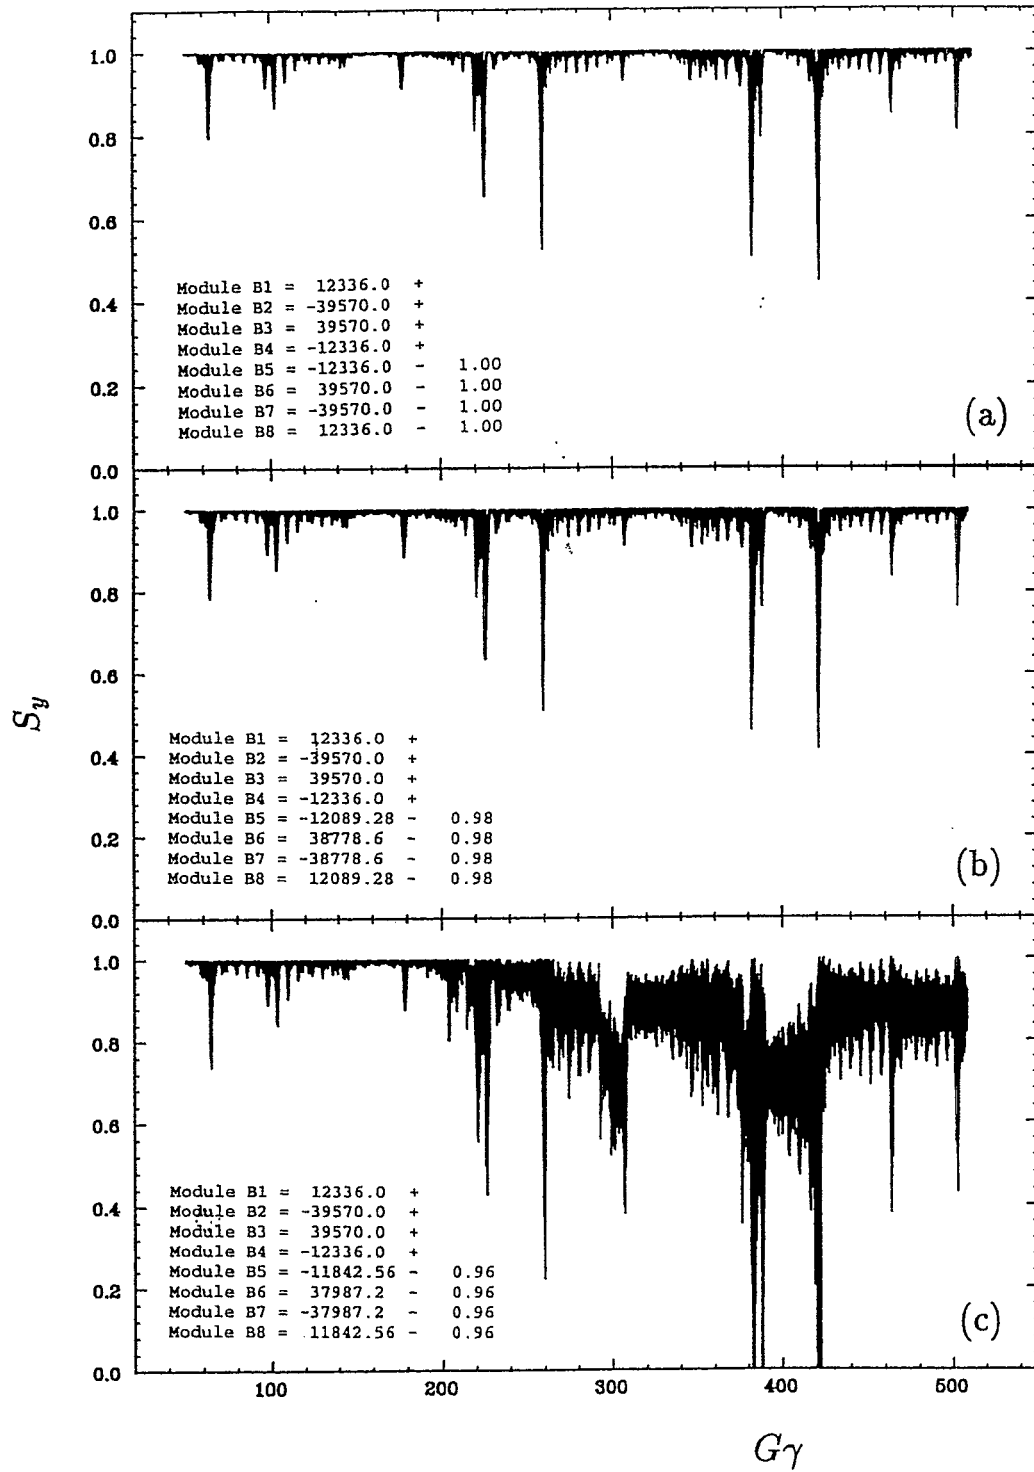 1.0
0.8
0.6
0.4
0.2
0.0
Module B1 = 12336.0 +
Module B2 = -39570.0 +
Module B3 = 39570.0 +
Module B4 = -12336.0 +
Module B5 = -12336.0 - 1.00
Module B6 = 39570.0 - 1.00
Module B7 = -39570.0 - 1.00
Module B8 = 12336.0 - 1.00
(a)
1.0
0.8
0.6
0.4
0.2
0.0
Module B1 = 12336.0 +
Module B2 = -39570.0 +
Module B3 = 39570.0 +
Module B4 = -12336.0 +
Module B5 = -12089.28 - 0.98
Module B6 = 38778.6 - 0.98
Module B7 = -38778.6 - 0.98
Module B8 = 12089.28 - 0.98
(b)
S_y
1.0
0.8
0.6
0.4
0.2
0.0
Module B1 = 12336.0 +
Module B2 = -39570.0 +
Module B3 = 39570.0 +
Module B4 = -12336.0 +
Module B5 = -11842.56 - 0.96
Module B6 = 37987.2 - 0.96
Module B7 = -37987.2 - 0.96
Module B8 = 11842.56 - 0.96
(c)
100 200 300 400 500
Gγ